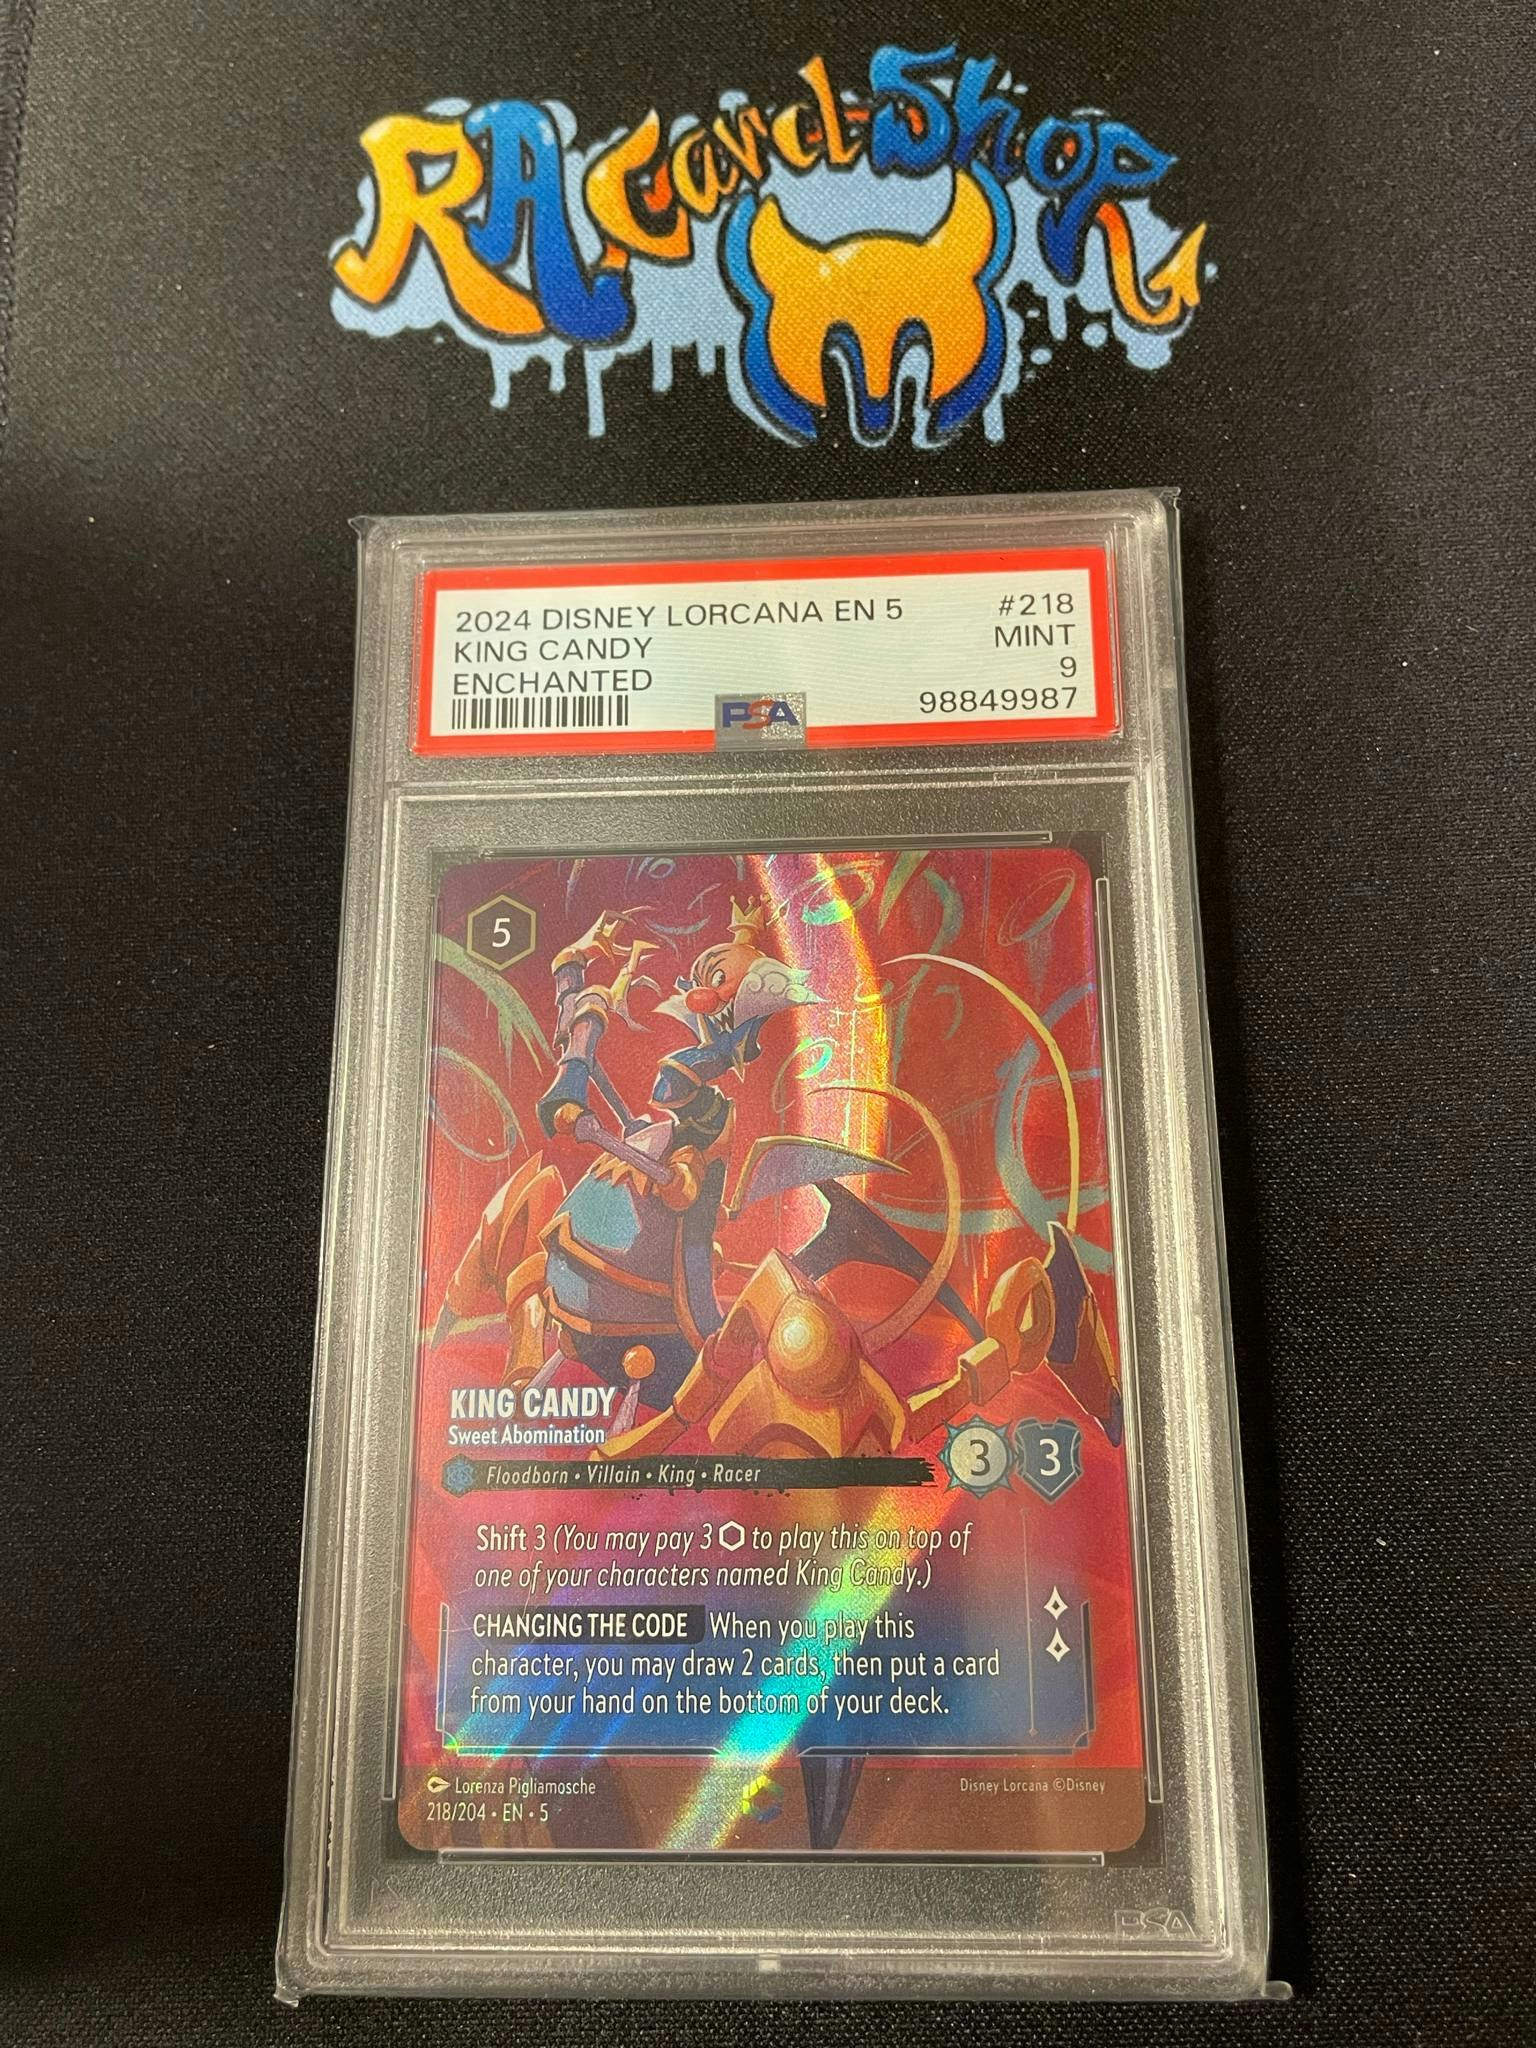 RA Card Shop
2024 DISNEY LORCANA EN 5 #218
KING CANDY MINT
ENCHANTED 9
PSA 98849987
5
KING CANDY
Sweet Abomination
Floodborn • Villain • King • Racer
3 3
Shift 3 (You may pay 3 to play this on top of
one of your characters named King Candy.)
CHANGING THE CODE When you play this
character, you may draw 2 cards, then put a card
from your hand on the bottom of your deck.
Lorenza Pigliamosche Disney Lorcana ©Disney
218/204 • EN • 5
PSA